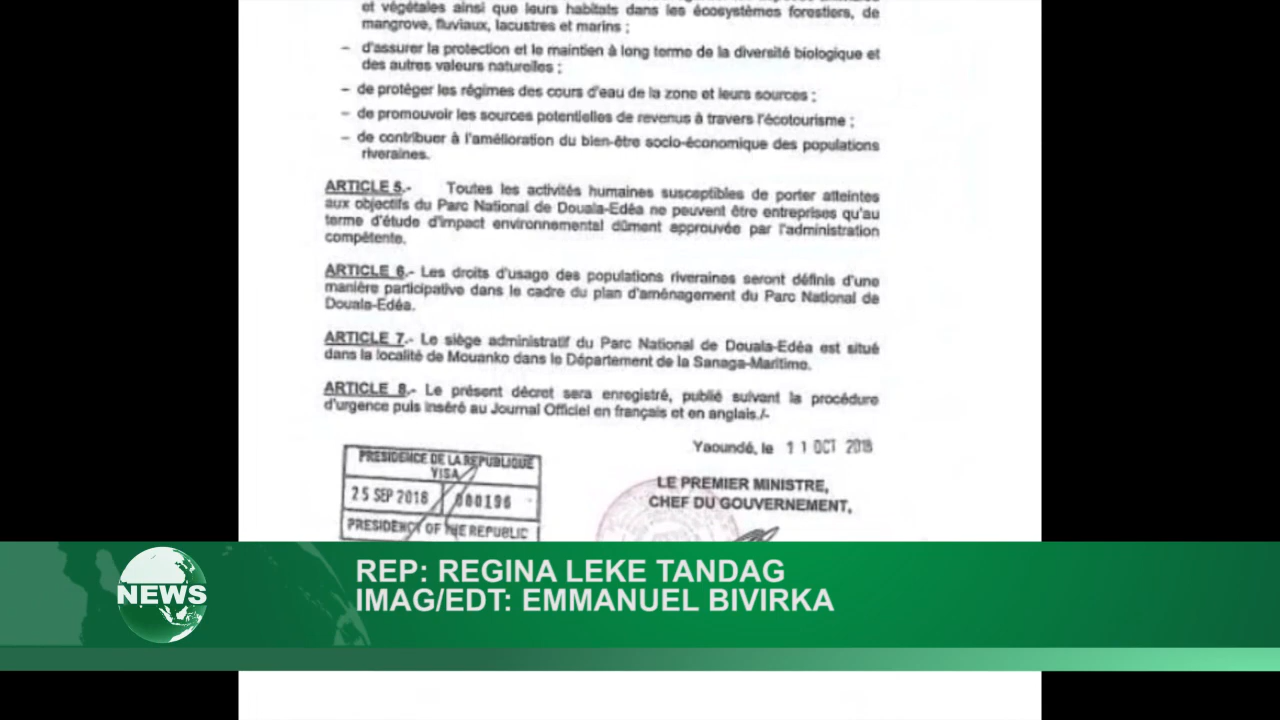 et végétales ainsi que leurs habitats dans les écosystèmes forestiers, de
mangrove, fluviaux, lacustres et marins ;
– d'assurer la protection et le maintien à long terme de la diversité biologique et
des autres valeurs naturelles ;
– de protéger les régimes des cours d'eau de la zone et leurs sources ;
– de promouvoir les sources potentielles de revenus à travers l'écotourisme ;
– de contribuer à l'amélioration du bien-être socio-économique des populations
riveraines.
ARTICLE 5.- Toutes les activités humaines susceptibles de porter atteintes
aux objectifs du Parc National de Douala-Edéa ne peuvent être entreprises qu'au
terme d'étude d'impact environnemental dûment approuvée par l'administration
compétente.
ARTICLE 6.- Les droits d'usage des populations riveraines seront définis d'une
manière participative dans le cadre du plan d'aménagement du Parc National de
Douala-Edéa.
ARTICLE 7.- Le siège administratif du Parc National de Douala-Edéa est situé
dans la localité de Mouanko dans le Département de la Sanaga-Maritime.
ARTICLE 8.- Le présent décret sera enregistré, publié suivant la procédure
d'urgence puis inséré au Journal Officiel en français et en anglais./-
Yaoundé, le 11 OCT 2018
PRESIDENCE DE LA REPUBLIQUE
VISA
25 SEP 2018 000196
PRESIDENCY OF THE REPUBLIC
LE PREMIER MINISTRE,
CHEF DU GOUVERNEMENT,
NEWS
REP: REGINA LEKE TANDAG
IMAG/EDT: EMMANUEL BIVIRKA